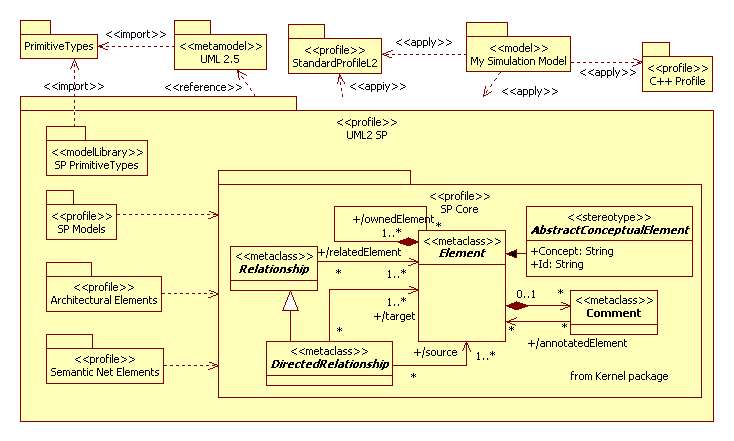 <<import>>
PrimitiveTypes
<<metamodel>>
UML 2.5
<<profile>>
StandardProfileL2
<<apply>>
<<model>>
My Simulation Model
<<apply>>
<<profile>>
C++ Profile
<<import>>
<<reference>>
<<apply>>
<<apply>>
<<profile>>
UML2 SP
<<modelLibrary>>
SP PrimitiveTypes
<<profile>>
SP Models
<<profile>>
Architectural Elements
<<profile>>
Semantic Net Elements
<<profile>>
SP Core
+/ownedElement
1..*
*
<<metaclass>>
Element
<<stereotype>>
AbstractConceptualElement
+Concept: String
+Id: String
<<metaclass>>
Relationship
+/relatedElement
*
1..*
1..*
+/target
*
0..1
*
<<metaclass>>
Comment
*
*
+/annotatedElement
<<metaclass>>
DirectedRelationship
+/source
*
1..*
from Kernel package